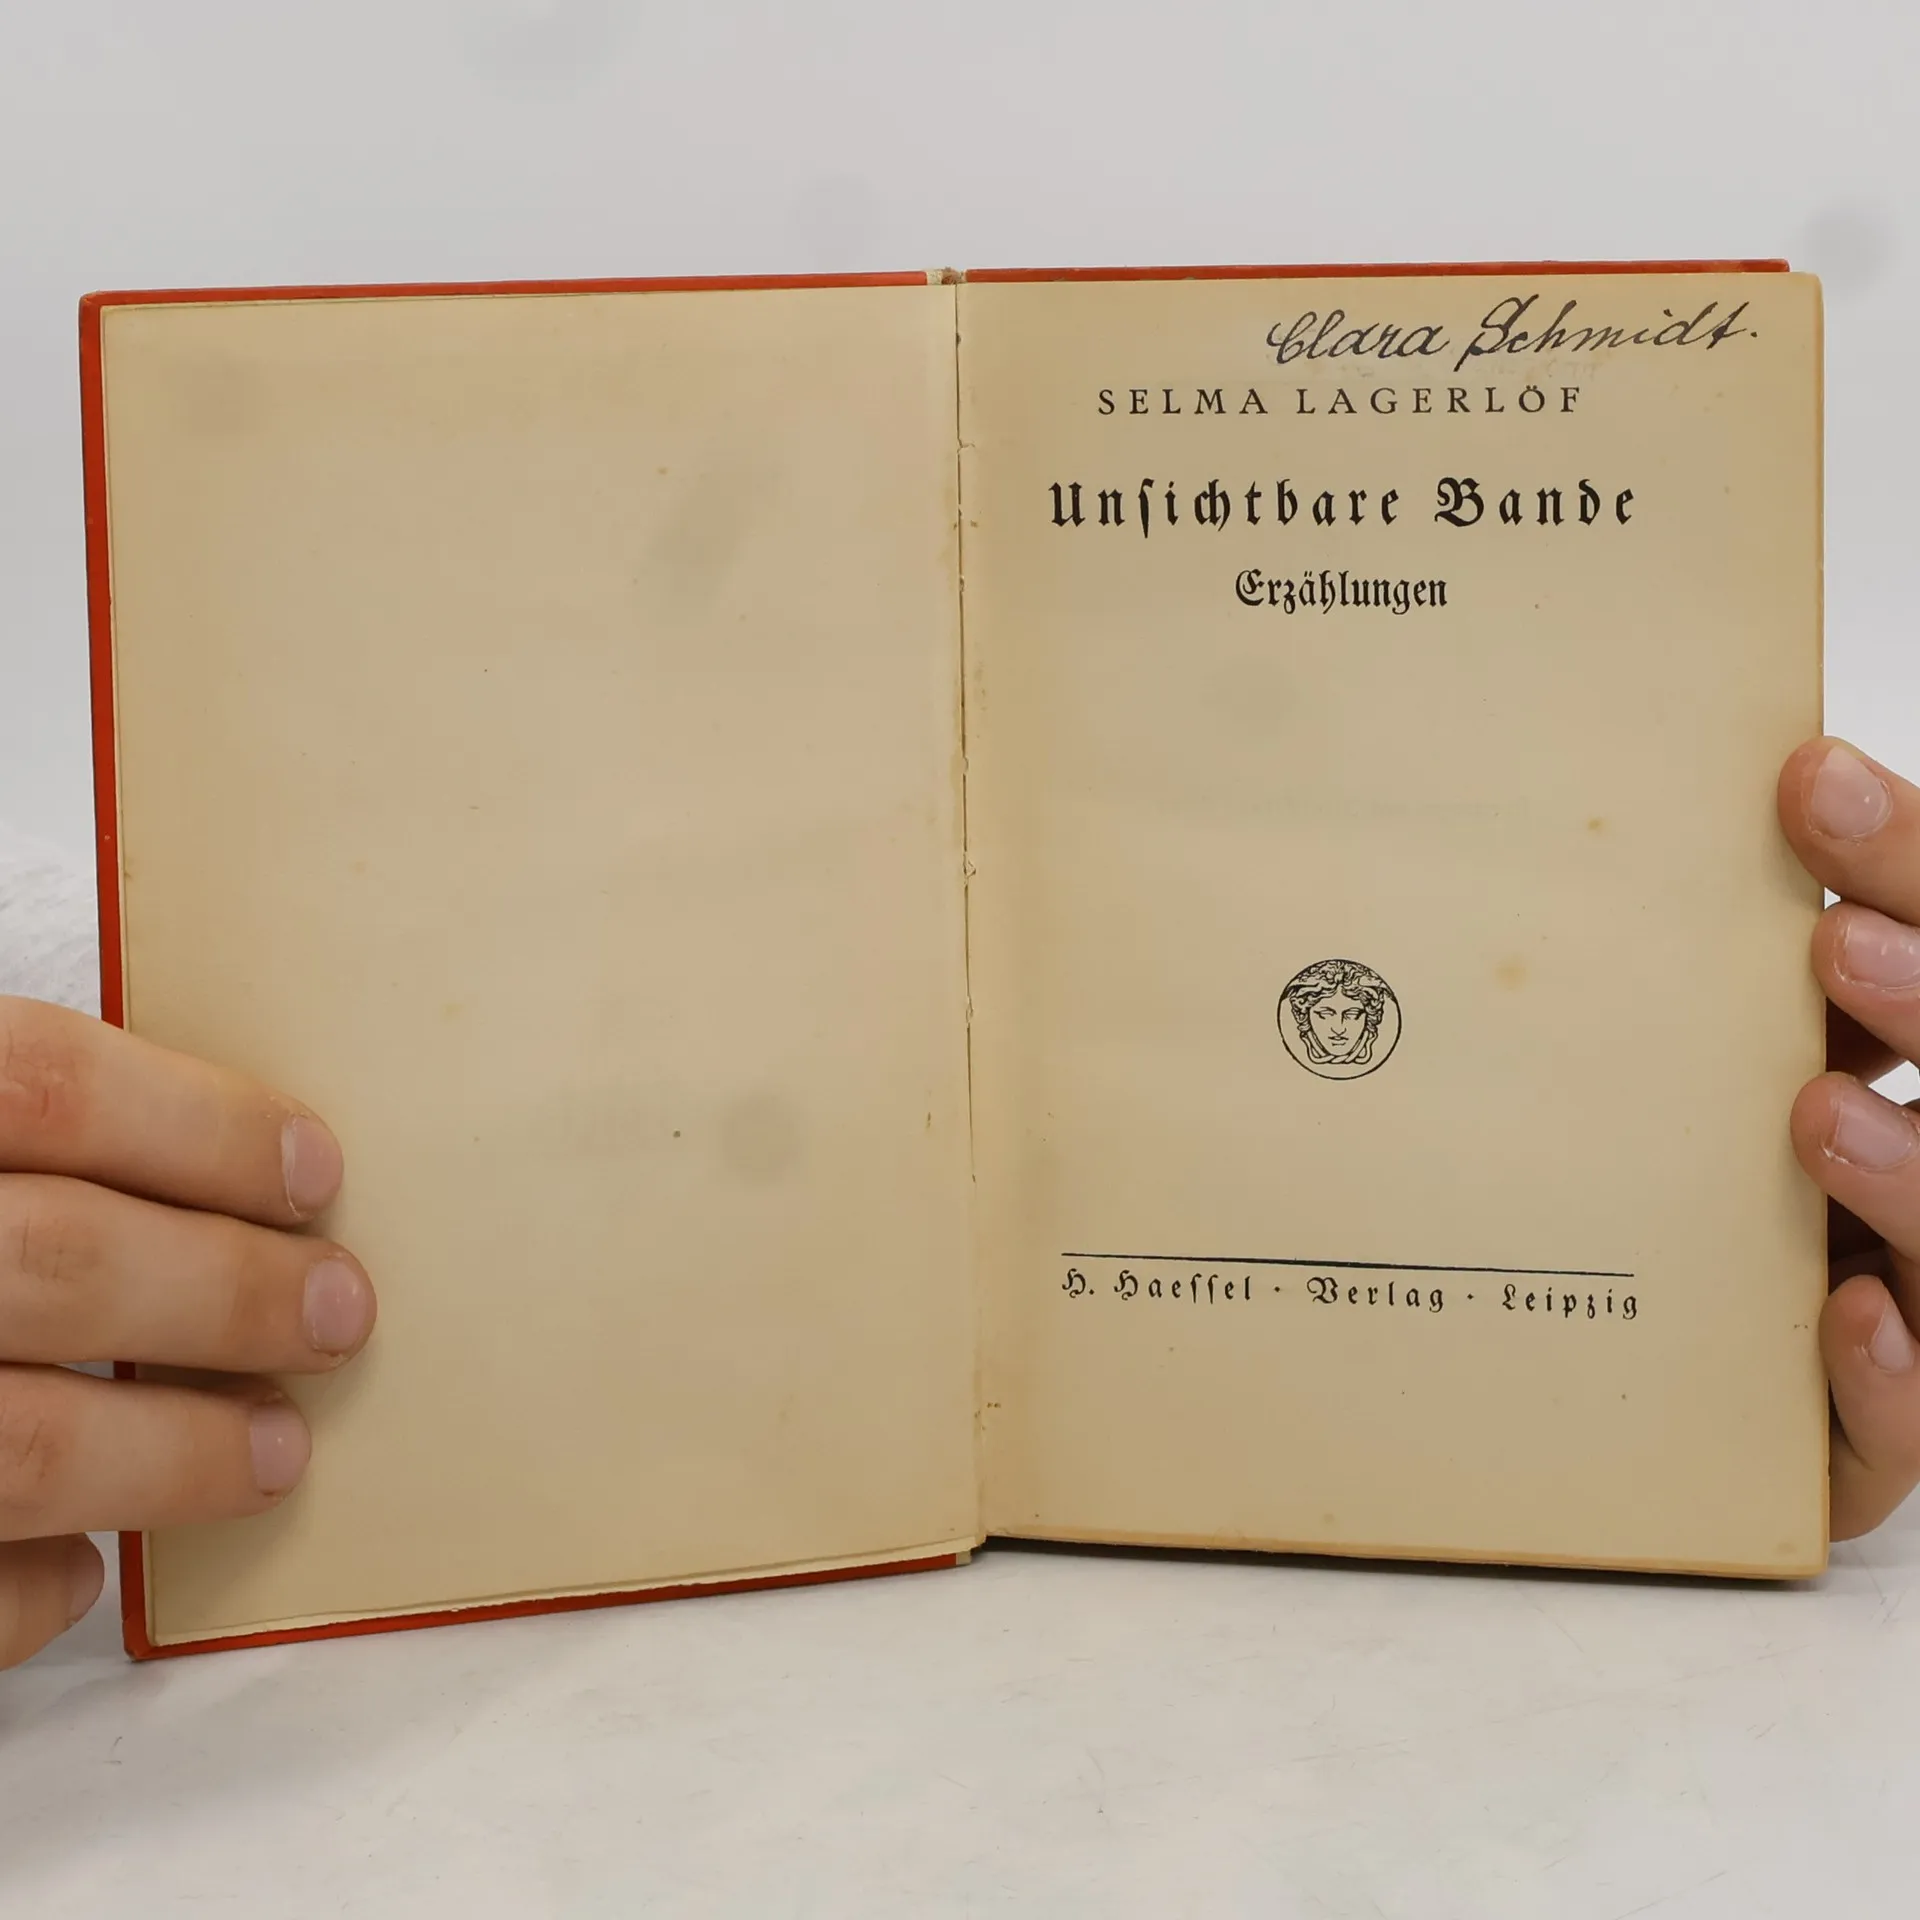 Clara Schmidt.
SELMA LAGERLÖF
Unſichtbare Bande
Erzählungen
H. Haeſſel · Verlag · Leipzig